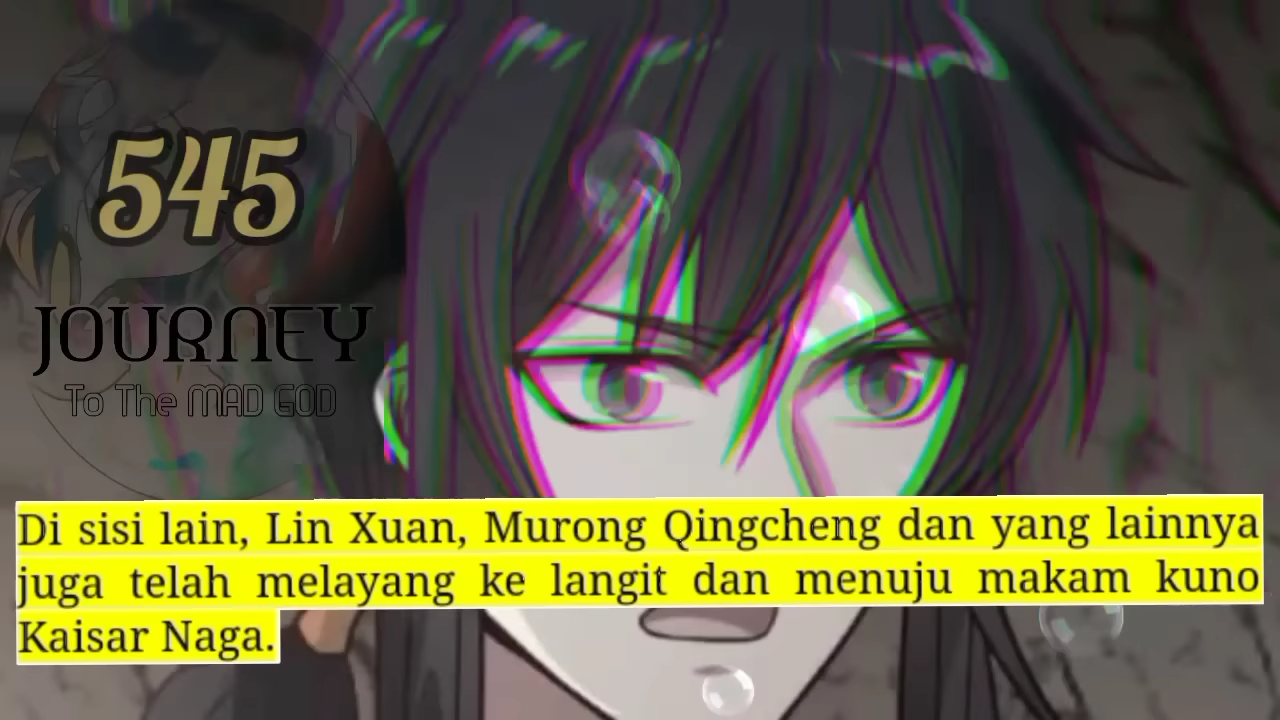 545
JOURNEY
To The MAD GOD
Di sisi lain, Lin Xuan, Murong Qingcheng dan yang lainnya
juga telah melayang ke langit dan menuju makam kuno
Kaisar Naga.